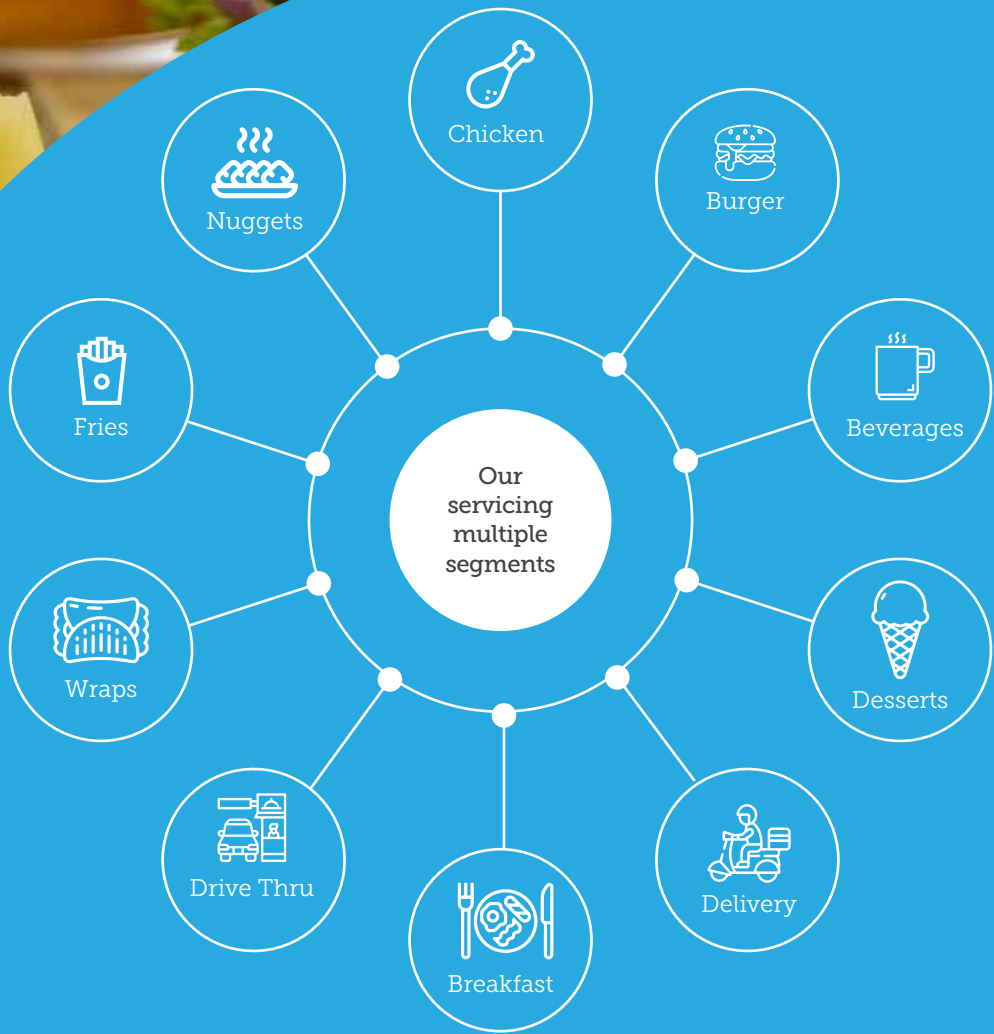 Chicken
Burger
Nuggets
Beverages
Fries
Our
servicing
multiple
segments
Wraps
Desserts
Drive Thru
Delivery
Breakfast